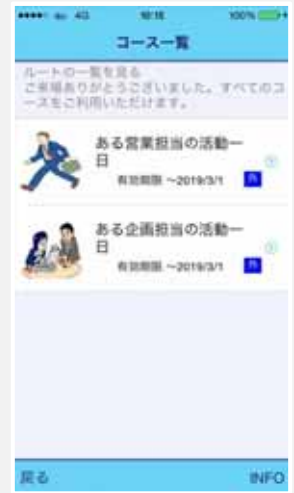 au 4G 10:15 100%
コース一覧
ルートの一覧を見る
ご来場ありがとうございました。すべてのコ
ースをご利用いただけます。
ある営業担当の活動一
日
有効期限 ~2019/3/1
ある企画担当の活動一
日
有効期限 ~2019/3/1
戻る INFO